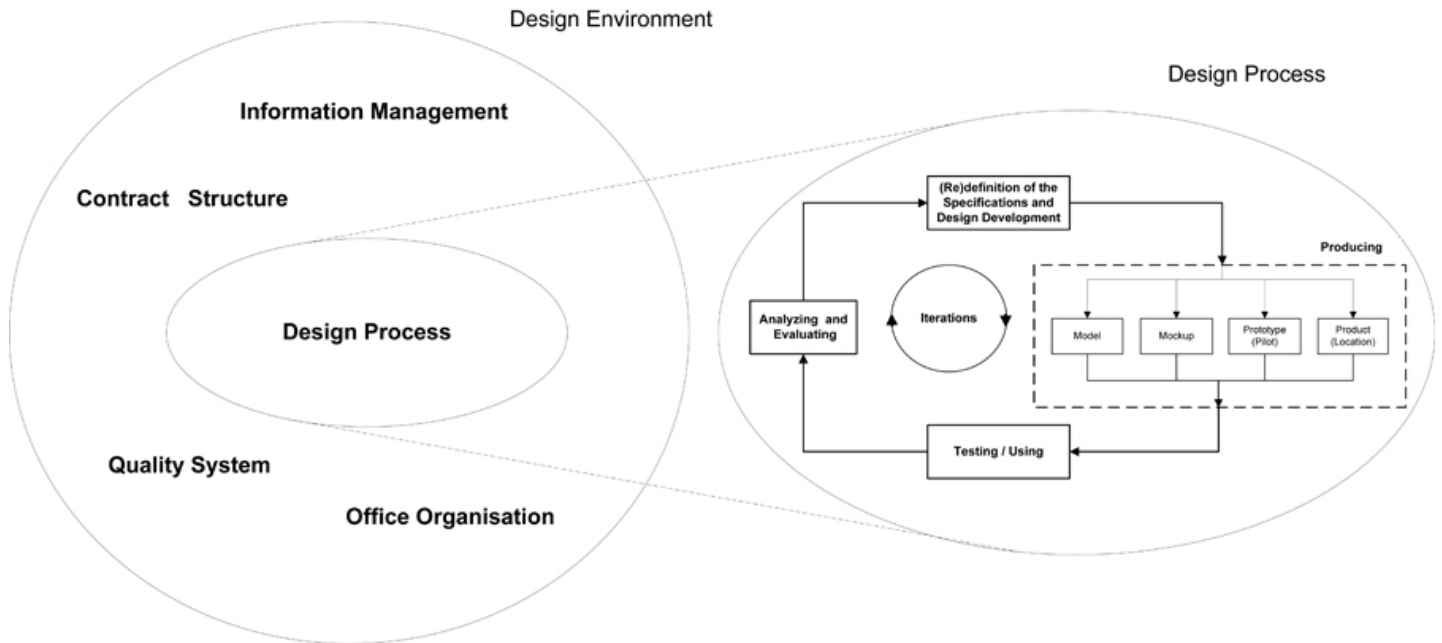 Design Environment
Information Management
Contract Structure
Design Process
Quality System
Office Organisation
Design Process
(Re)definition of the
Specifications and
Design Development
Producing
Analyzing and
Evaluating
Iterations
Model
Mockup
Prototype
(Pilot)
Product
(Location)
Testing / Using